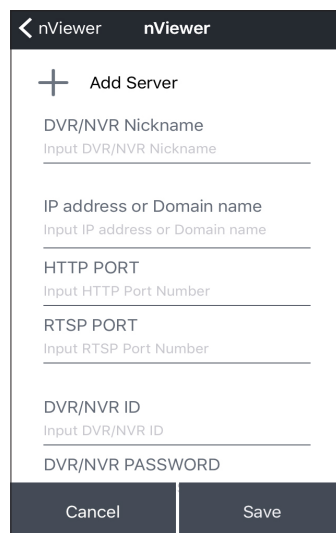 nViewer nViewer
Add Server
DVR/NVR Nickname
Input DVR/NVR Nickname
IP address or Domain name
Input IP address or Domain name
HTTP PORT
Input HTTP Port Number
RTSP PORT
Input RTSP Port Number
DVR/NVR ID
Input DVR/NVR ID
DVR/NVR PASSWORD
Cancel Save